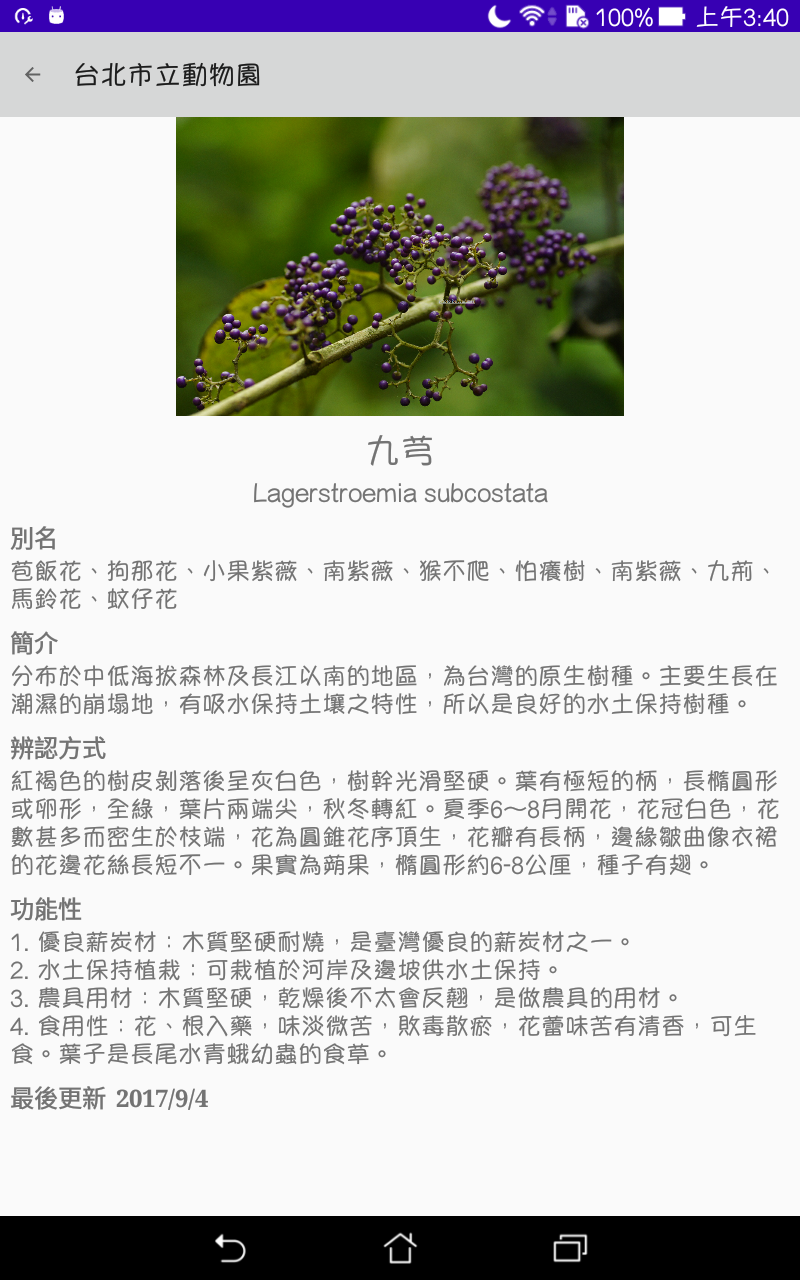 100% 上午3:40
台北市立動物園
九芎
Lagerstroemia subcostata
別名
苞飯花、拘那花、小果紫薇、南紫薇、猴不爬、怕癢樹、南紫薇、九荊、
馬鈴花、蚊仔花
簡介
分布於中低海拔森林及長江以南的地區，為台灣的原生樹種。主要生長在
潮濕的崩塌地，有吸水保持土壤之特性，所以是良好的水土保持樹種。
辨認方式
紅褐色的樹皮剝落後呈灰白色，樹幹光滑堅硬。葉有極短的柄，長橢圓形
或卵形，全綠，葉片兩端尖，秋冬轉紅。夏季6～8月開花，花冠白色，花
數甚多而密生於枝端，花為圓錐花序頂生，花瓣有長柄，邊緣皺曲像衣裙
的花邊花絲長短不一。果實為蒴果，橢圓形約6-8公厘，種子有翅。
功能性
1. 優良薪炭材：木質堅硬耐燒，是臺灣優良的薪炭材之一。
2. 水土保持植栽：可栽植於河岸及邊坡供水土保持。
3. 農具用材：木質堅硬，乾燥後不太會反翹，是做農具的用材。
4. 食用性：花、根入藥，味淡微苦，敗毒散瘀，花蕾味苦有清香，可生
食。葉子是長尾水青蛾幼蟲的食草。
最後更新 2017/9/4